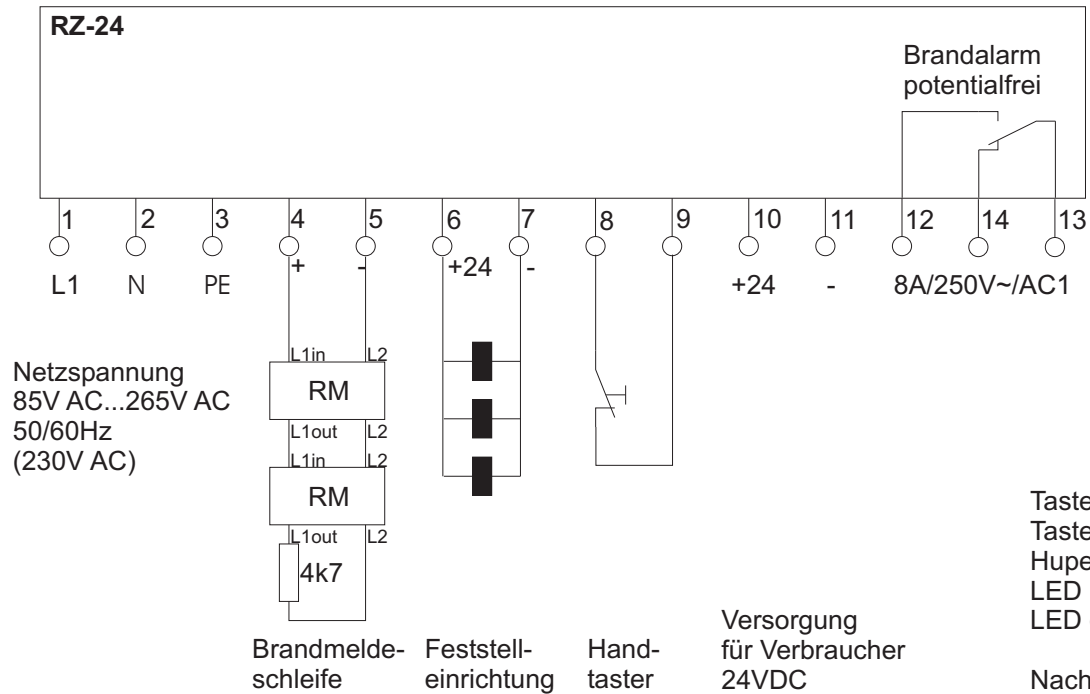 RZ-24
Brandalarm
potentialfrei
1 2 3 4 5 6 7 8 9 10 11 12 14 13
+ - +24 -
L1 N PE +24 - 8A/250V~/AC1
Netzspannung
85V AC...265V AC
50/60Hz
(230V AC)
L1in L2
RM
L1out L2
L1in L2
RM
L1out L2
4k7
Brandmelde-
schleife
Feststell-
einrichtung
Hand-
taster
Versorgung
für Verbraucher
24VDC
Taste
Taste
Hupe
LED
LED
Nach